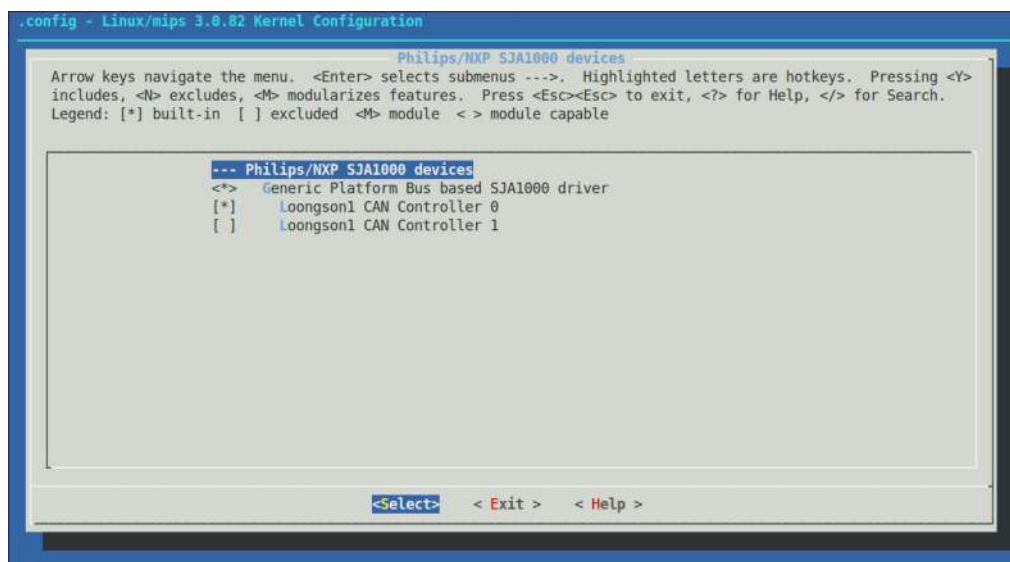 .config - Linux/mips 3.0.82 Kernel Configuration
Philips/NXP SJA1000 devices
Arrow keys navigate the menu. <Enter> selects submenus --->. Highlighted letters are hotkeys. Pressing <Y>
includes, <N> excludes, <M> modularizes features. Press <Esc><Esc> to exit, <?> for Help, </> for Search.
Legend: [*] built-in [ ] excluded <M> module < > module capable
--- Philips/NXP SJA1000 devices
<*> Generic Platform Bus based SJA1000 driver
[*] Loongson1 CAN Controller 0
[ ] Loongson1 CAN Controller 1
<Select> < Exit > < Help >